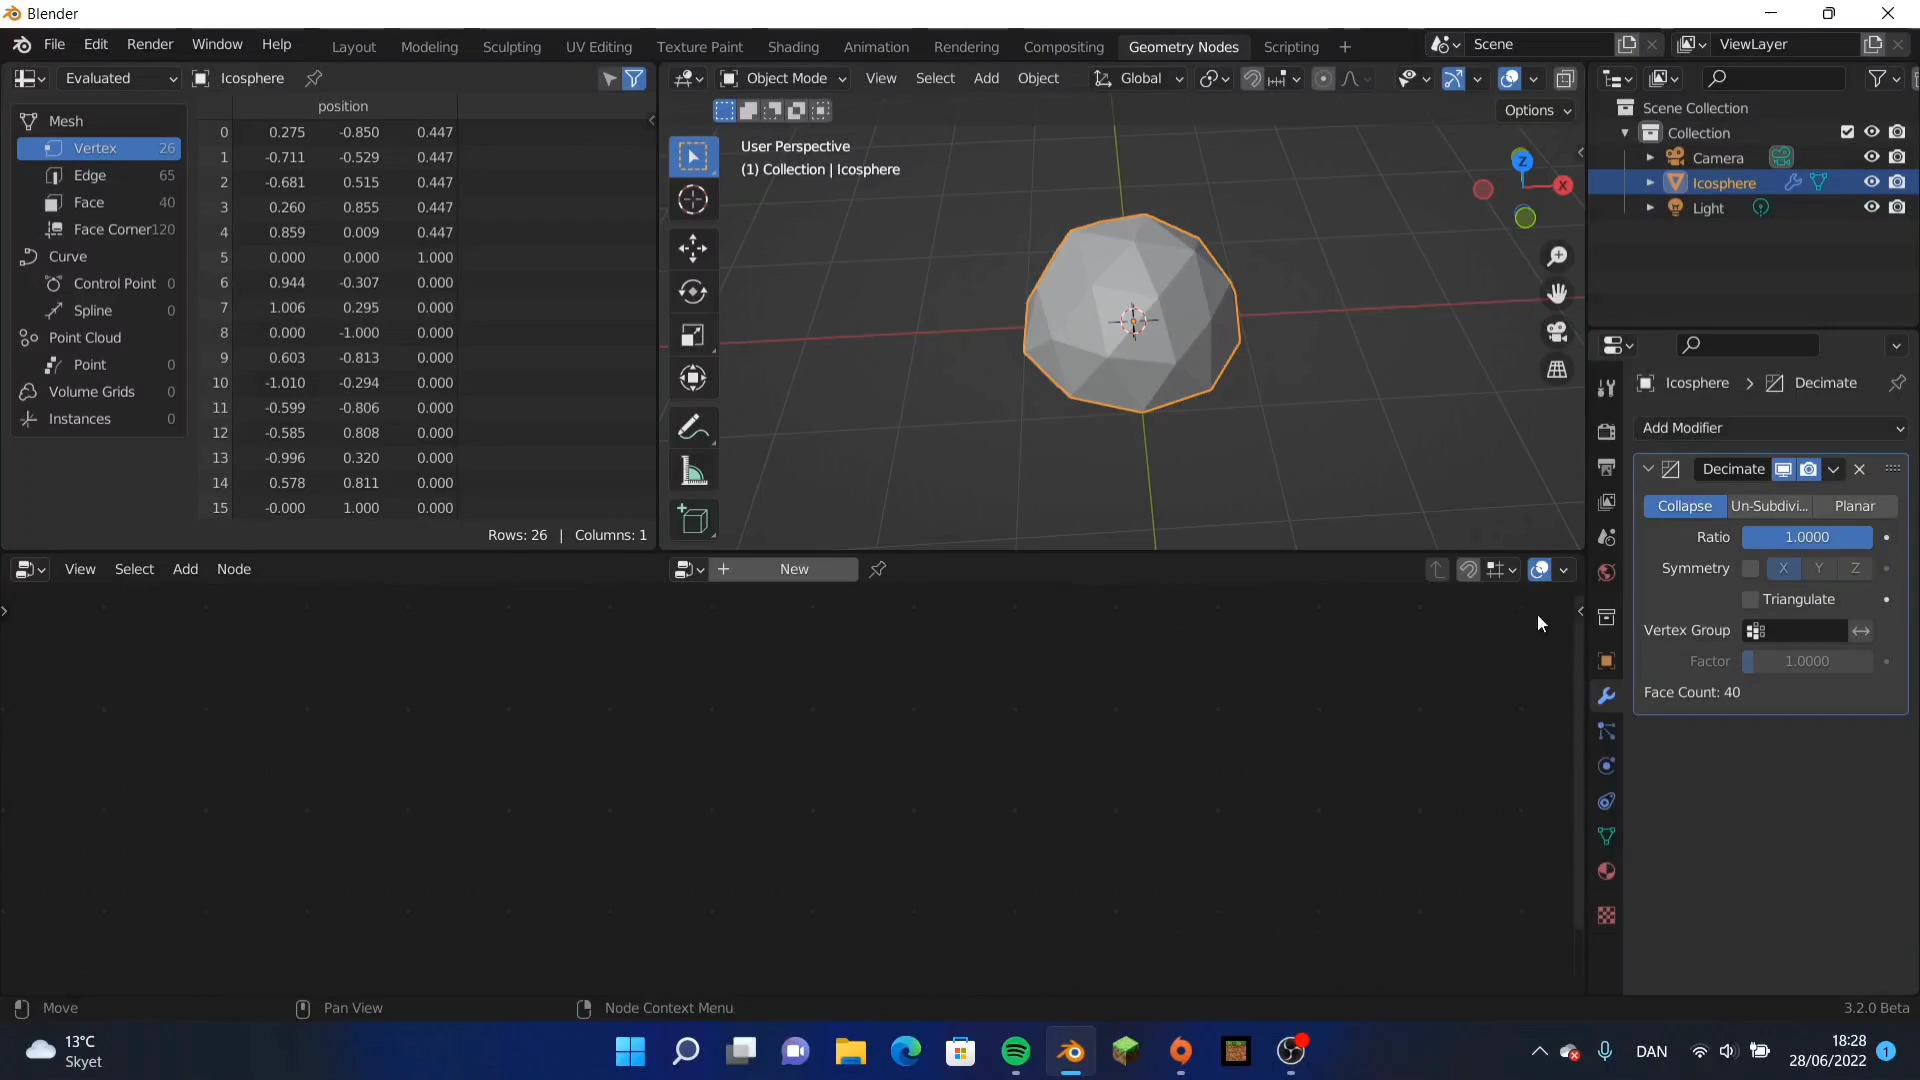 Blender
File Edit Render Window Help Layout Modeling Sculpting UV Editing Texture Paint Shading Animation Rendering Compositing Geometry Nodes Scripting + Scene ViewLayer
Evaluated Icosphere
Object Mode View Select Add Object Global
Options
position
Mesh
Vertex 26
Edge 65
Face 40
Face Corner 120
Curve
Control Point 0
Spline 0
Point Cloud
Point 0
Volume Grids 0
Instances 0
0 0.275 -0.850 0.447
1 -0.711 -0.529 0.447
2 -0.681 0.515 0.447
3 0.260 0.855 0.447
4 0.859 0.009 0.447
5 0.000 0.000 1.000
6 0.944 -0.307 0.000
7 1.006 0.295 0.000
8 0.000 -1.000 0.000
9 0.603 -0.813 0.000
10 -1.010 -0.294 0.000
11 -0.599 -0.806 0.000
12 -0.585 0.808 0.000
13 -0.996 0.320 0.000
14 0.578 0.811 0.000
15 -0.000 1.000 0.000
Rows: 26 | Columns: 1
User Perspective
(1) Collection | Icosphere
Z
X
Scene Collection
Collection
Camera
Icosphere
Light
Icosphere > Decimate
Add Modifier
Decimate
Collapse Un-Subdivi... Planar
Ratio 1.0000
Symmetry X Y Z
Triangulate
Vertex Group
Factor 1.0000
Face Count: 40
View Select Add Node
+ New
Move Pan View Node Context Menu 3.2.0 Beta
13°C
Skyet
DAN
18:28
28/06/2022
1